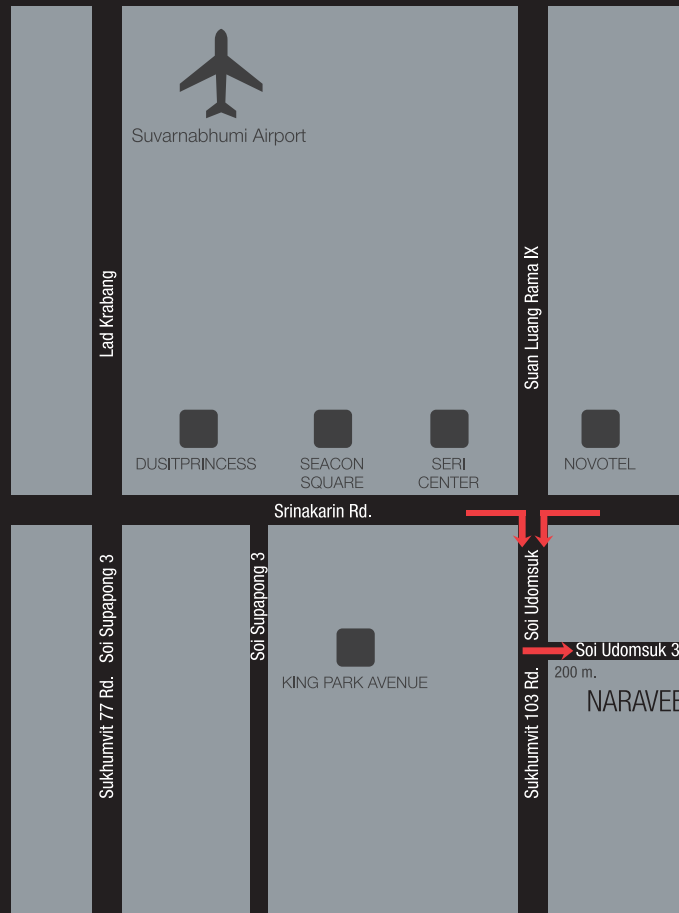 Suvarnabhumi Airport
Lad Krabang
Suan Luang Rama IX
DUSITPRINCESS
SEACON
SQUARE
SERI
CENTER
NOVOTEL
Srinakarin Rd.
Soi Supapong 3
Soi Supapong 3
Soi Udomsuk
Soi Udomsuk 3
200 m.
KING PARK AVENUE
Sukhumvit 77 Rd.
Sukhumvit 103 Rd.